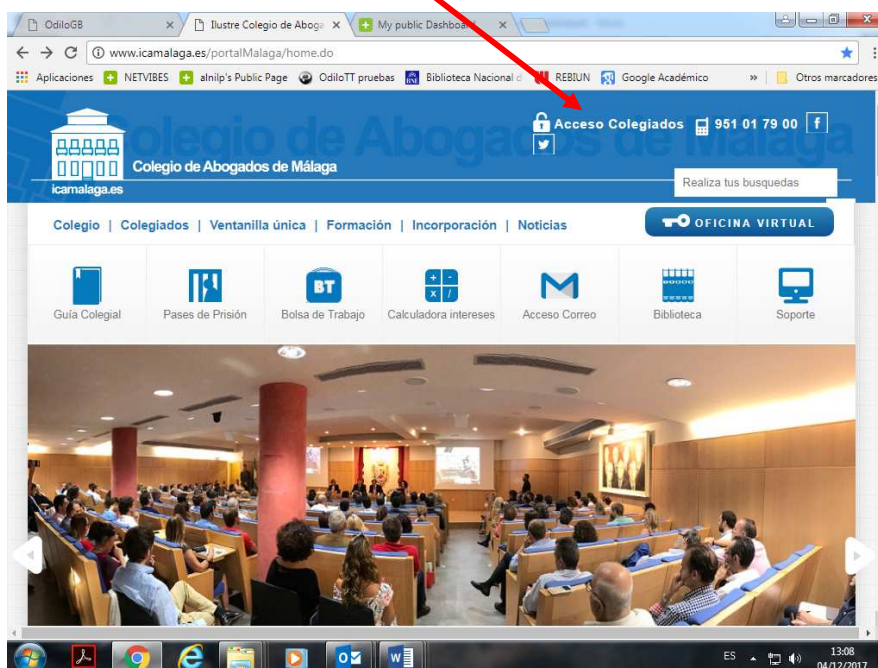 OdiloGB
Ilustre Colegio de Aboga
My public Dashboard
www.icamalaga.es/portalMalaga/home.do
Aplicaciones NETVIBES alnilp's Public Page OdiloTT pruebas Biblioteca Nacional d REBIUN Google Académico » Otros marcadores
Colegio de Abogados de Málaga
Acceso Colegiados 951 01 79 00
Colegio de Abogados de Málaga
icamalaga.es
Realiza tus busquedas
Colegio | Colegiados | Ventanilla única | Formación | Incorporación | Noticias
OFICINA VIRTUAL
BT
Guía Colegial Pases de Prisión Bolsa de Trabajo Calculadora intereses Acceso Correo Biblioteca Soporte
ES
13:08
04/12/2017